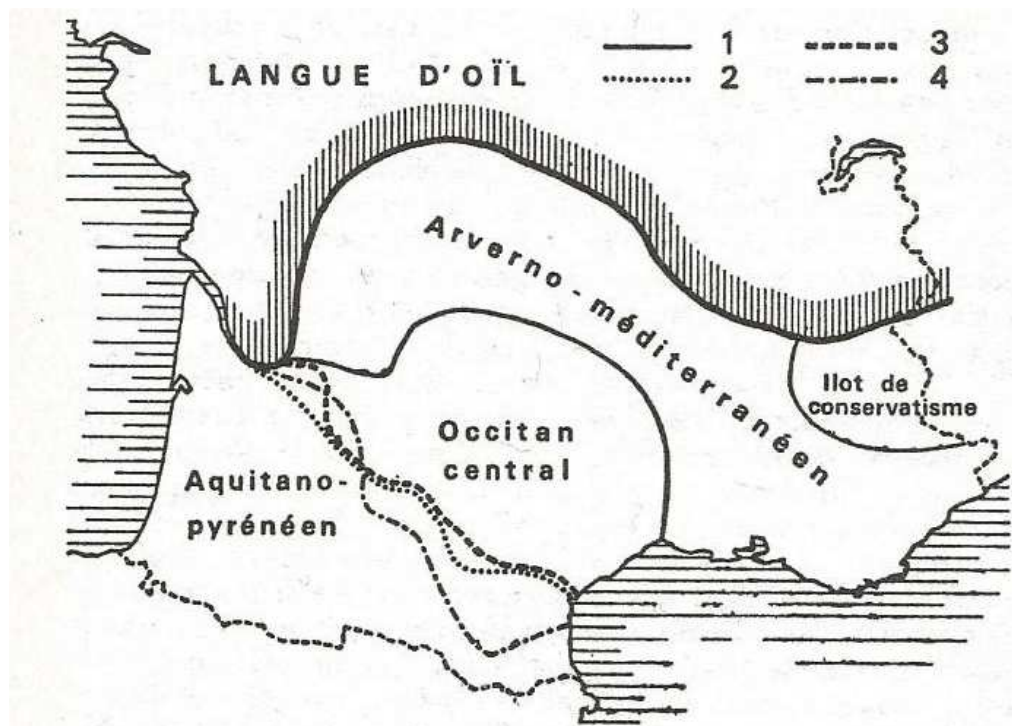 LANGUE D'OÏL
1
2
3
4
Arverno-méditerranéen
Ilot de
conservatisme
Occitan
central
Aquitano-
pyrénéen